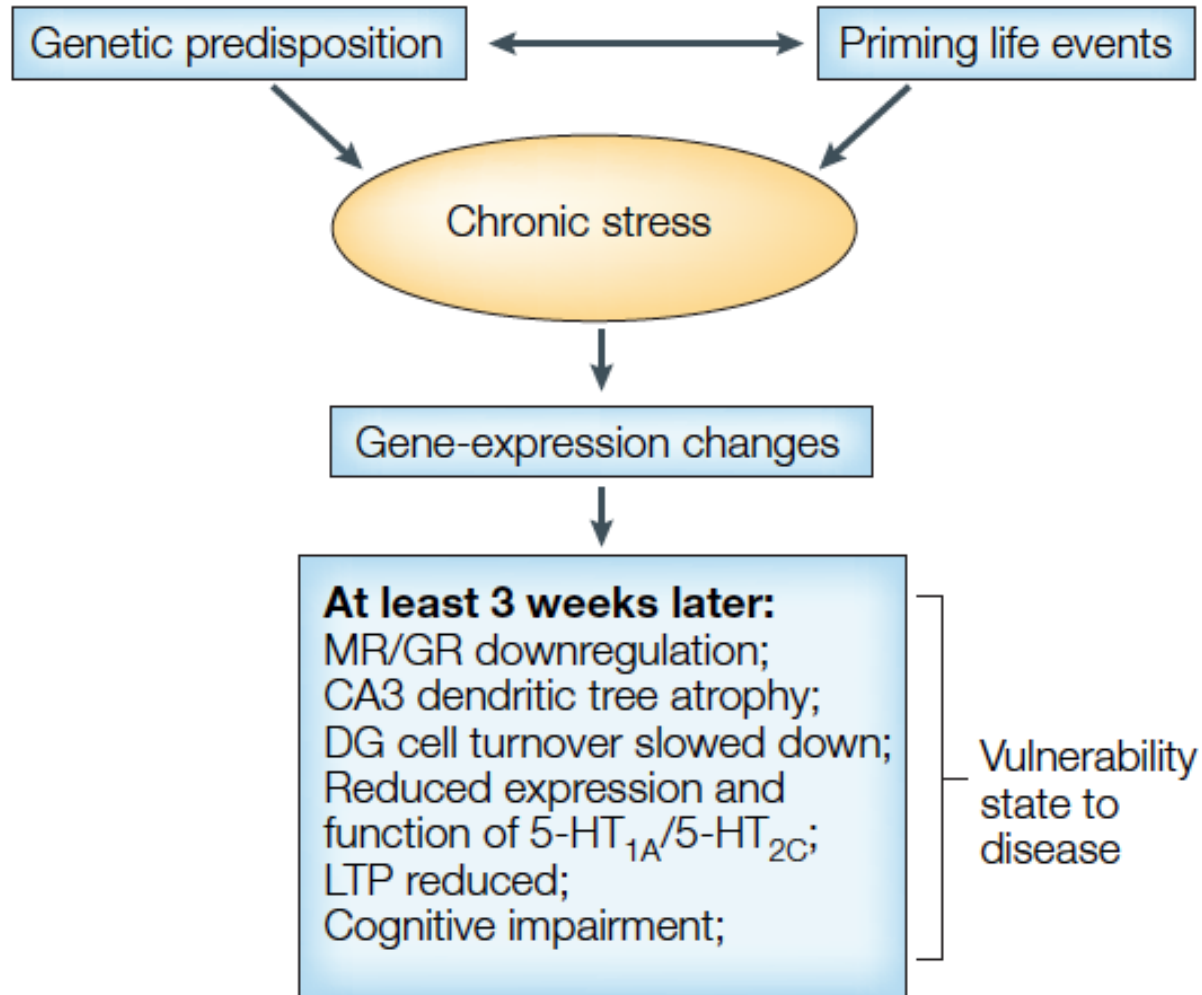 Genetic predisposition
Priming life events
Chronic stress
Gene-expression changes
At least 3 weeks later:
MR/GR downregulation;
CA3 dendritic tree atrophy;
DG cell turnover slowed down;
Reduced expression and
function of 5-HT1A/5-HT2C;
LTP reduced;
Cognitive impairment;
Vulnerability
state to
disease